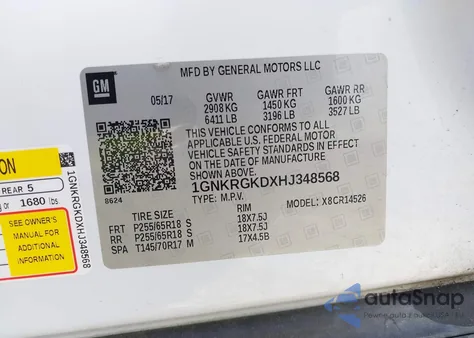 GM
MFD BY GENERAL MOTORS LLC
05/17 GVWR GAWR FRT GAWR RR
2908 KG 1450 KG 1600 KG
6411 LB 3196 LB 3527 LB
THIS VEHICLE CONFORMS TO ALL
APPLICABLE U.S. FEDERAL MOTOR
VEHICLE SAFETY STANDARDS IN EFFECT
ON THE DATE OF MANUFACTURE
SHOWN ABOVE.
8624
1GNKRGKDXHJ348568
TYPE: M.P.V. X8CR14526
TIRE SIZE RIM
FRT P255/65R18 S 18X7.5J
RR P255/65R18 S 18X7.5J
SPA T145/70R17 M 17X4.5B
ON
REAR 5
g or 1680 lbs
SEE OWNER'S
MANUAL FOR
ADDITIONAL
INFORMATION
1GNKRGKDXHJ348568
autoSnap